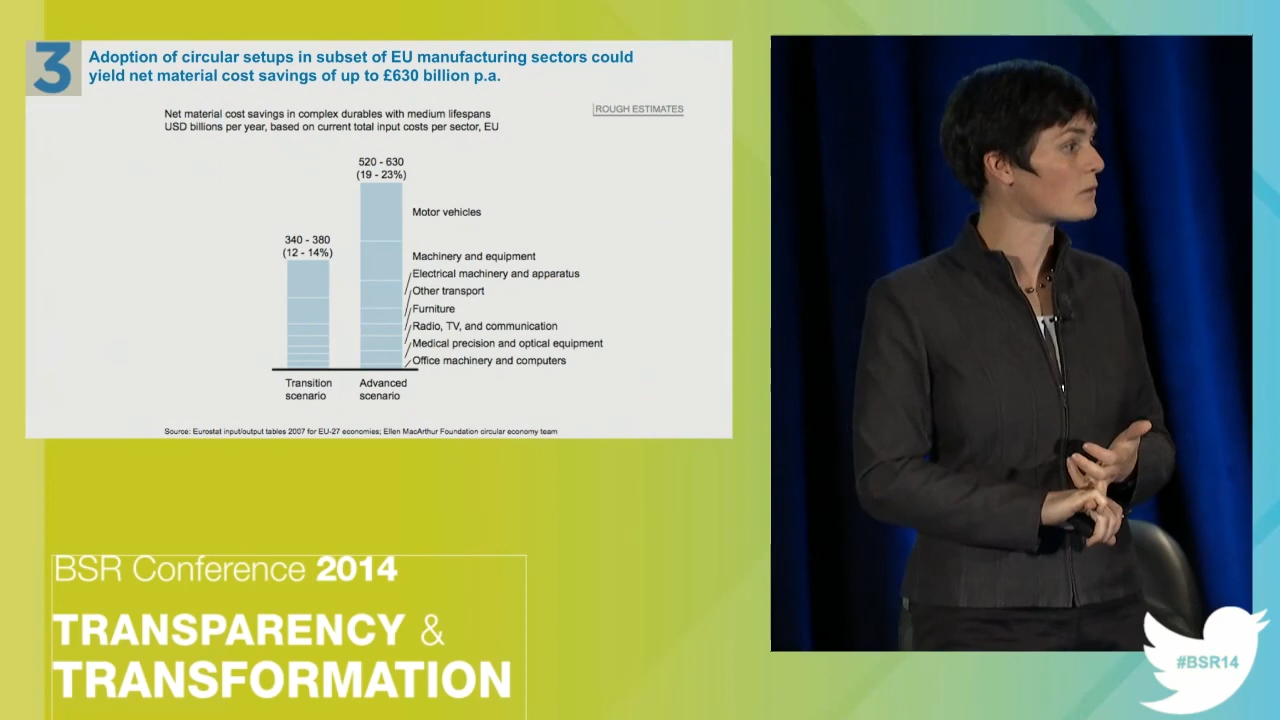 3
Adoption of circular setups in subset of EU manufacturing sectors could
yield net material cost savings of up to £630 billion p.a.
Net material cost savings in complex durables with medium lifespans
USD billions per year, based on current total input costs per sector, EU
ROUGH ESTIMATES
520 - 630
(19 - 23%)
Motor vehicles
340 - 380
(12 - 14%)
Machinery and equipment
Electrical machinery and apparatus
Other transport
Furniture
Radio, TV, and communication
Medical precision and optical equipment
Office machinery and computers
Transition
scenario
Advanced
scenario
Source: Eurostat input/output tables 2007 for EU-27 economies; Ellen MacArthur Foundation circular economy team
BSR Conference 2014
TRANSPARENCY &
TRANSFORMATION
#BSR14